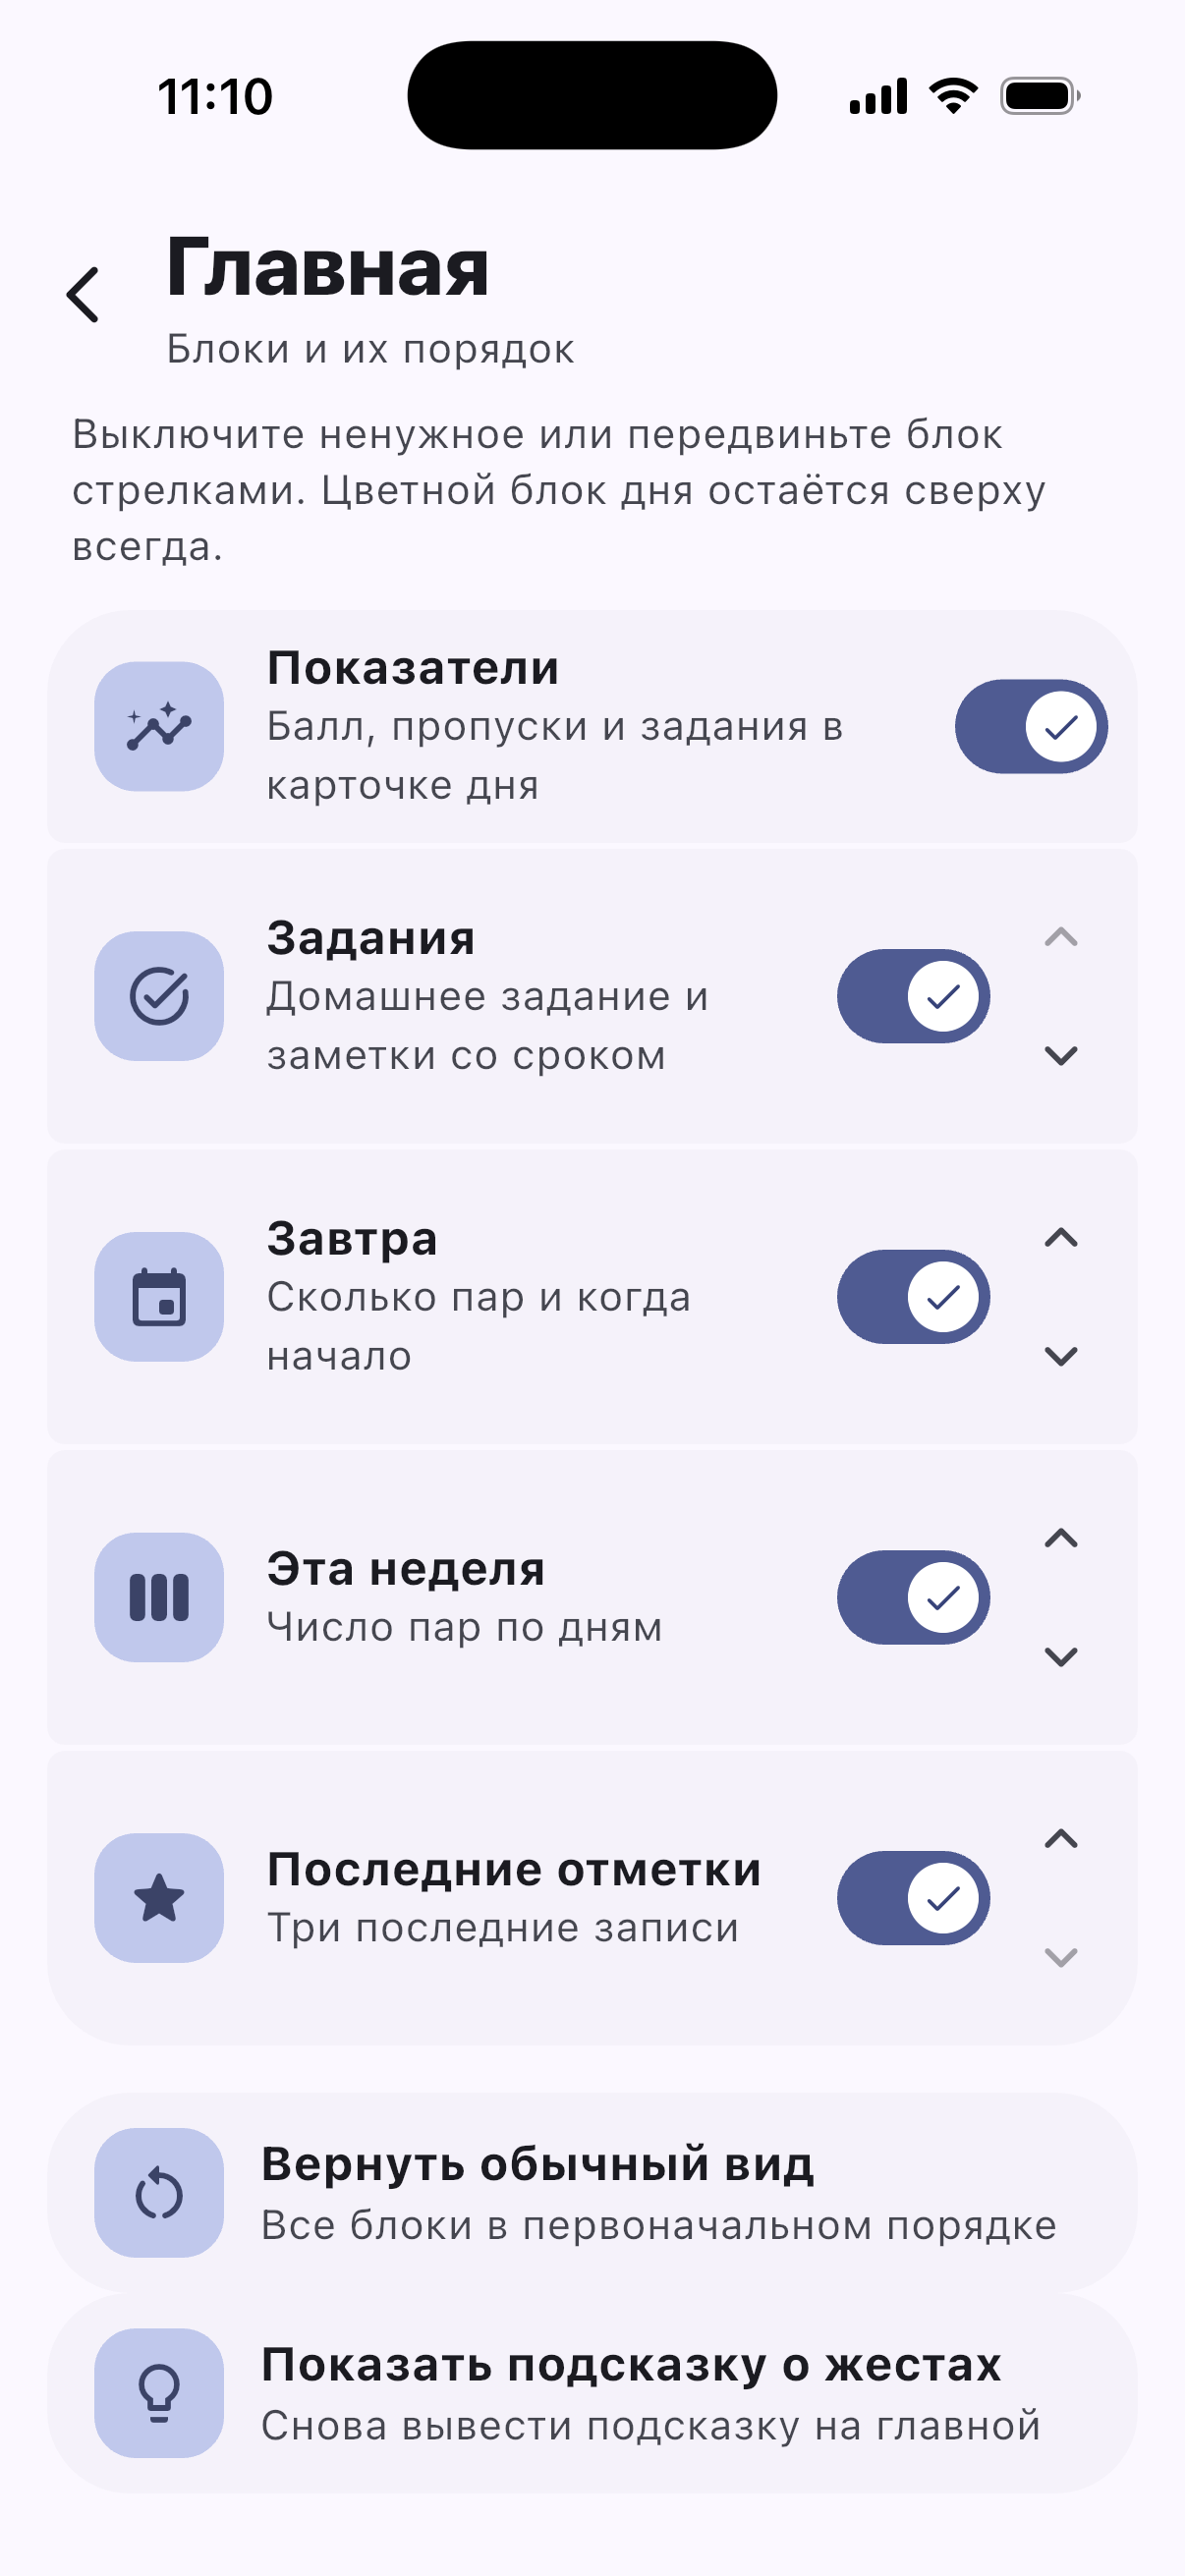 11:10
Главная
Блоки и их порядок
Выключите ненужное или передвиньте блок
стрелками. Цветной блок дня остаётся сверху
всегда.
Показатели
Балл, пропуски и задания в
карточке дня
Задания
Домашнее задание и
заметки со сроком
Завтра
Сколько пар и когда
начало
Эта неделя
Число пар по дням
Последние отметки
Три последние записи
Вернуть обычный вид
Все блоки в первоначальном порядке
Показать подсказку о жестах
Снова вывести подсказку на главной